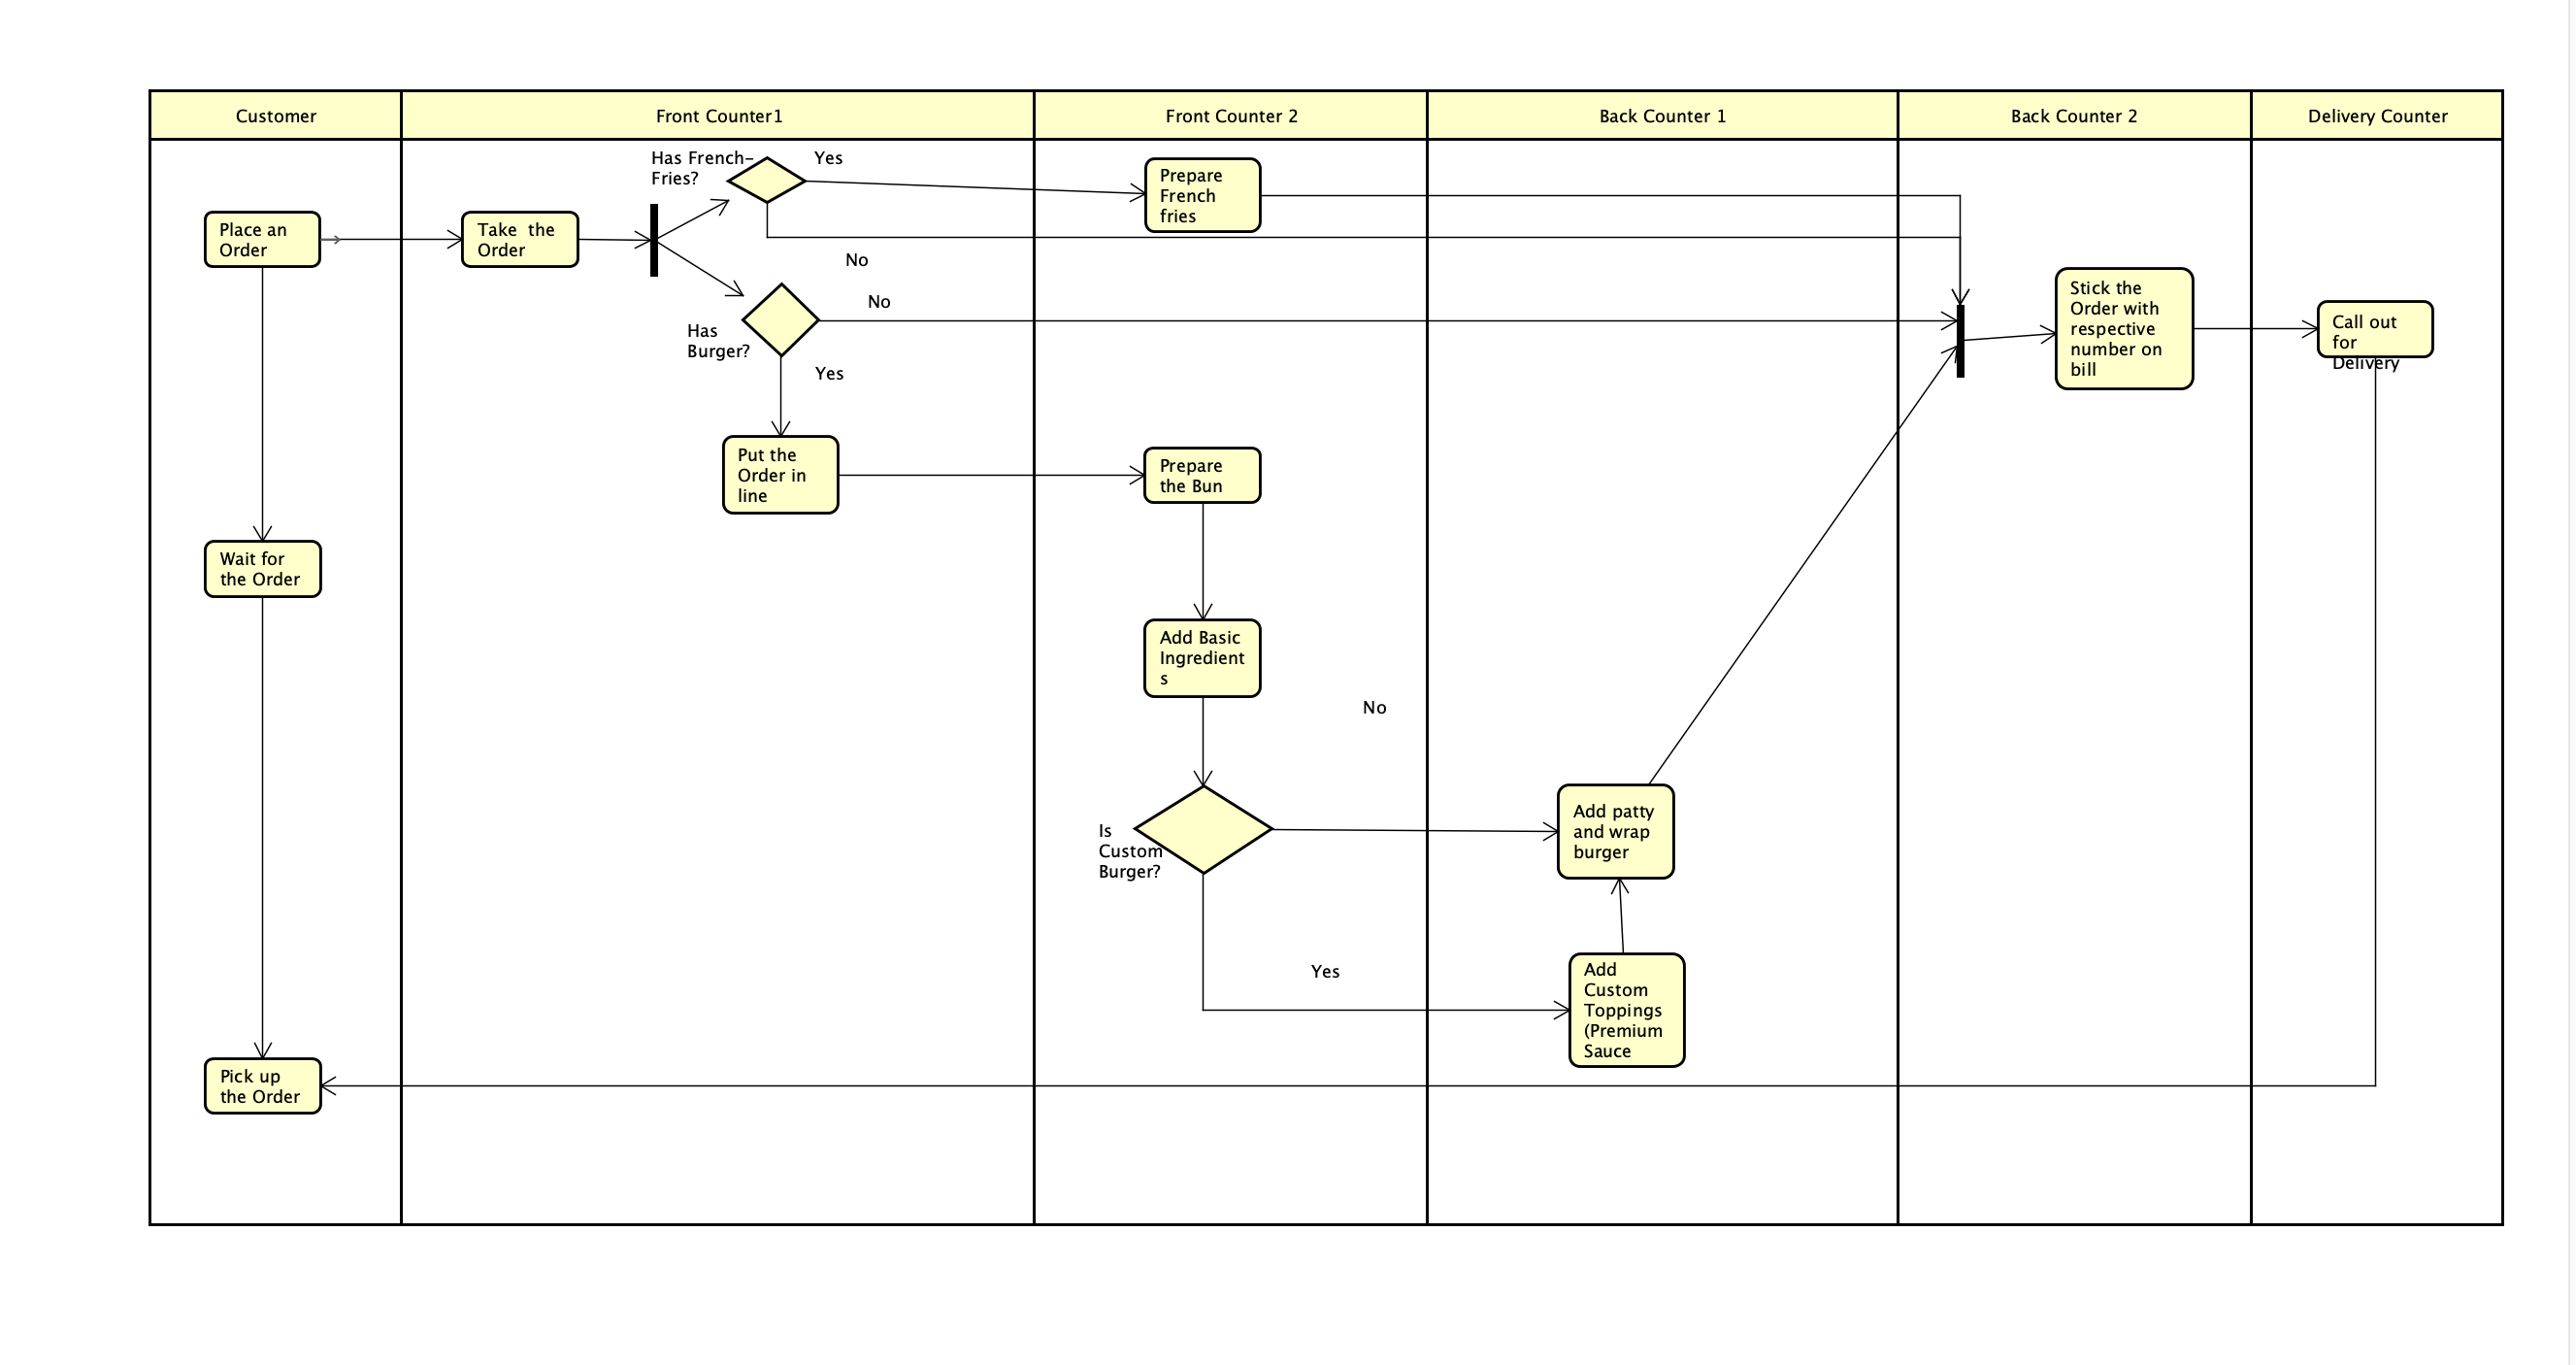 Customer
Front Counter1
Front Counter 2
Back Counter 1
Back Counter 2
Delivery Counter
Has French-
Fries?
Yes
Prepare
French
fries
Place an
Order
Take  the
Order
No
No
Has
Burger?
Yes
Stick the
Order with
respective
number on
bill
Call out
for
Delivery
Put the
Order in
line
Prepare
the Bun
Wait for
the Order
Add Basic
Ingredient
s
No
Is
Custom
Burger?
Add patty
and wrap
burger
Yes
Add
Custom
Toppings
(Premium
Sauce
Pick up
the Order